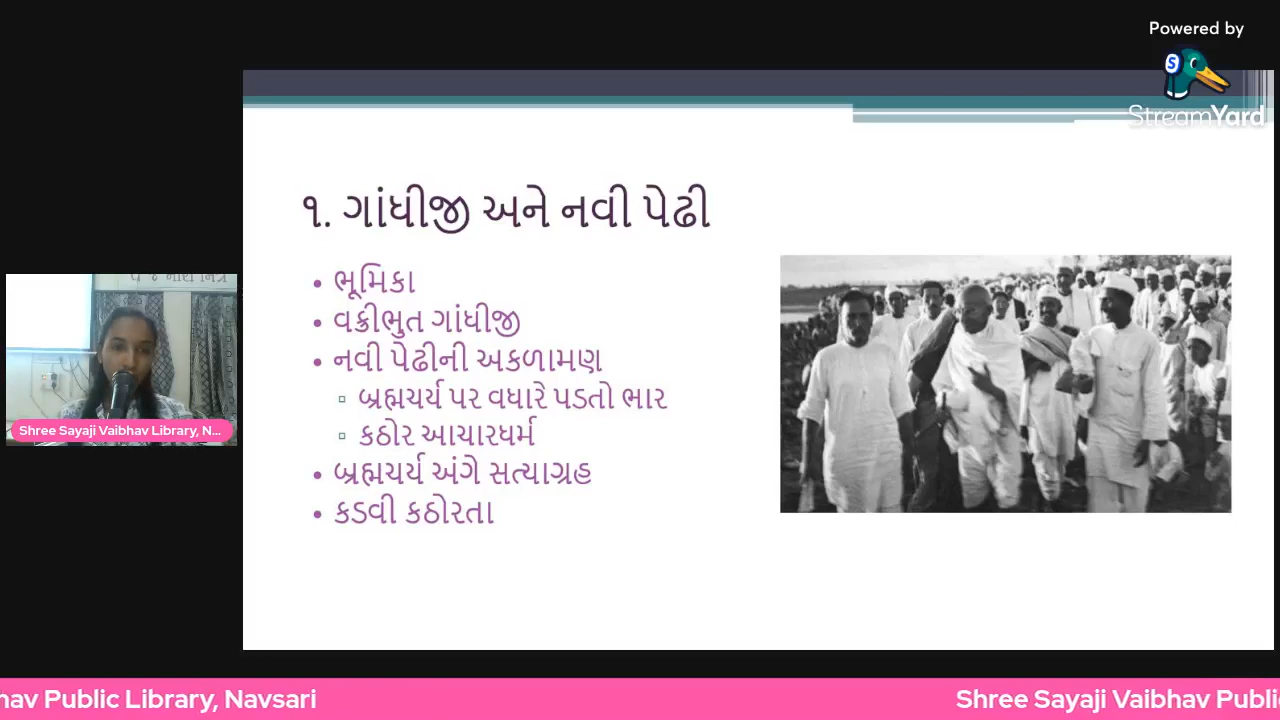 Powered by
StreamYard
૧. ગાંધીજી અને નવી પેઢી
• ભૂમિકા
• વક્રીભુત ગાંધીજી
• નવી પેઢીની અકળામણ
▫ બ્રહ્મચર્ય પર વધારે પડતો ભાર
▫ કઠોર આચારધર્મ
• બ્રહ્મચર્ય અંગે સત્યાગ્રહ
• કડવી કઠોરતા
Shree Sayaji Vaibhav Library, N...
hav Public Library, Navsari
Shree Sayaji Vaibhav Publi